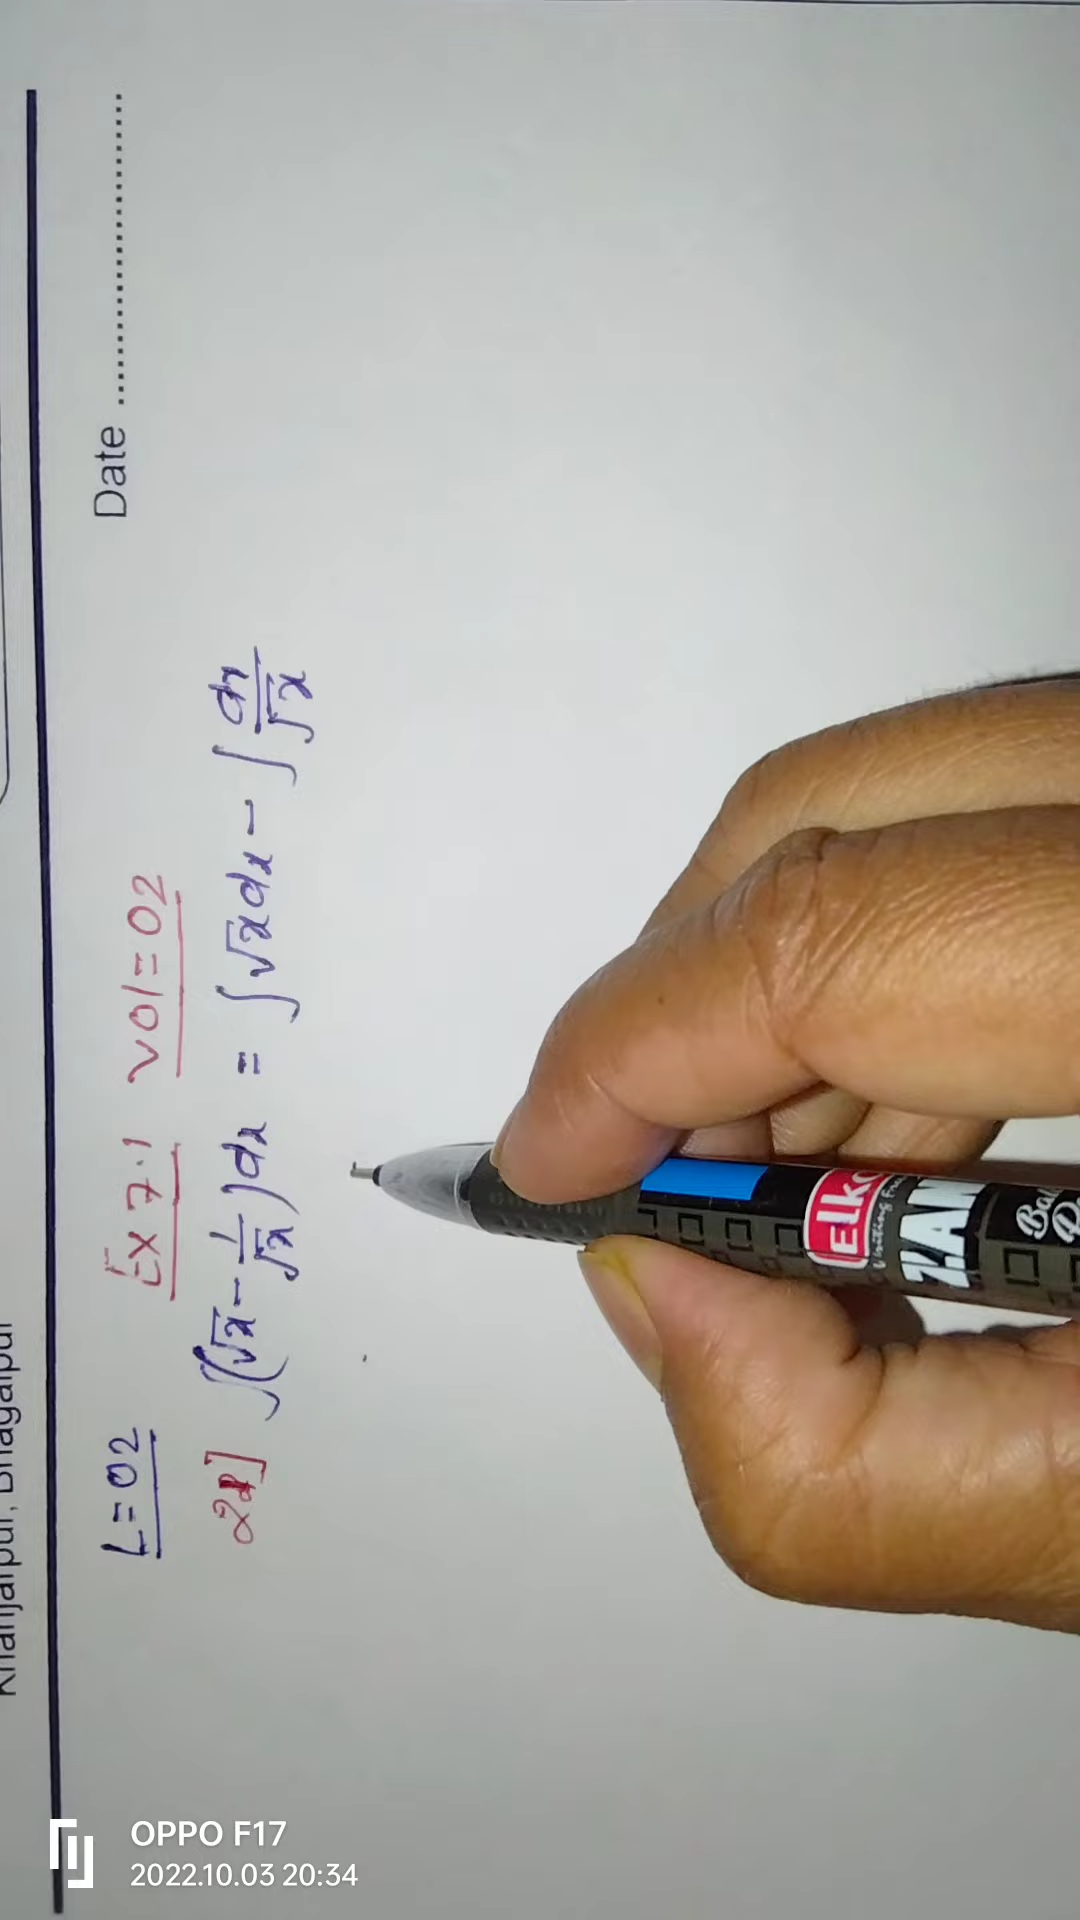 Khanjarpur, Bhagalpur
Date ..............................
L=02 Ex 7.1 vol=02
∫(√x - 1/√x)dx = ∫√x dx - ∫dx/√x
Elko
Writing
OPPO F17
2022.10.03 20:34